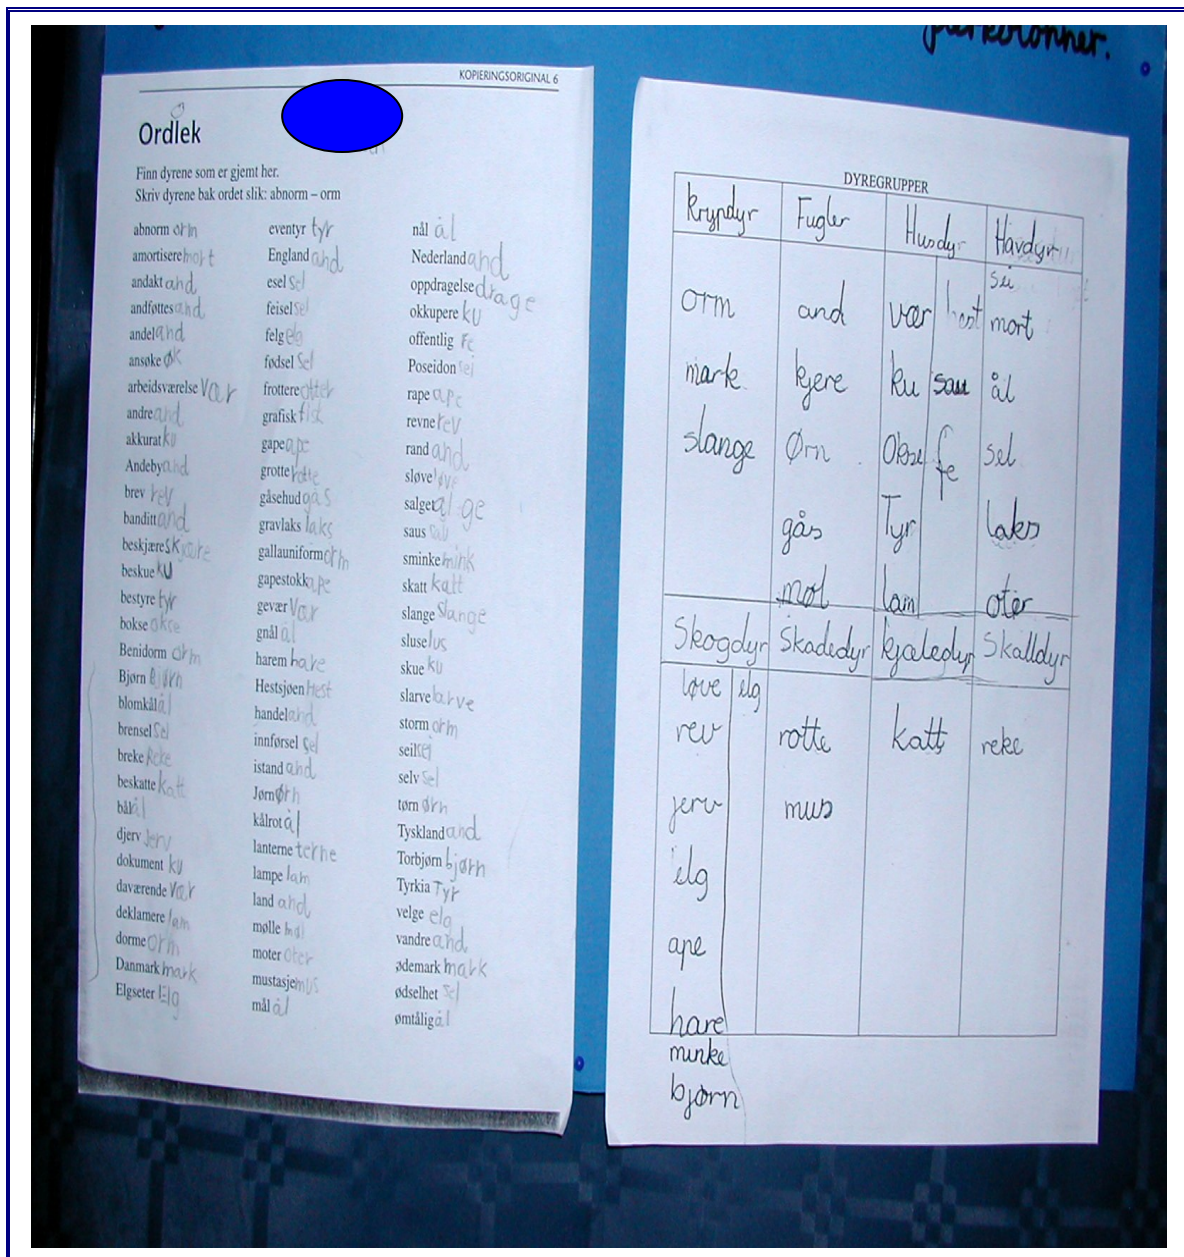 perkvonner.
KOPIERINGSORIGINAL 6
Ordlek
Finn dyrene som er gjemt her.
Skriv dyrene bak ordet slik: abnorm – orm
abnorm orm
amortisere mort
andakt and
andføttes and
andel and
ansøke øk
arbeidsværelse Vær
andre and
akkurat ku
Andeby and
brev rev
banditt and
beskjære skjære
beskue ku
bestyre tyr
bokse okse
Benidorm orm
Bjørn Bjørn
blomkål ål
brensel Sel
breke Reke
beskatte katt
bål ål
djerv Jerv
dokument ku
daværende Vær
deklamere lam
dorme orm
Danmark mark
Elgseter Elg
eventyr tyr
England and
esel Sel
feisel Sel
felg elg
fødsel Sel
frottere otter
grafisk fisk
gape ape
grotte rotte
gåsehud gås
gravlaks laks
gallauniform orm
gapestokk ape
gevær Vær
gnål ål
harem hare
Hestsjøen Hest
handel and
innførsel sel
istand and
Jørn ørn
kålrot ål
lanterne terne
lampe lam
land and
mølle møl
moter oter
mustasje mus
mål ål
nål ål
Nederland and
oppdragelse drage
okkupere ku
offentlig Fe
Poseidon sei
rape ape
revne rev
rand and
sløve løve
salget ål ge
saus sau
sminke mink
skatt katt
slange slange
sluse lus
skue ku
slarve larve
storm orm
seil sei
selv sel
tørn ørn
Tyskland and
Torbjørn bjørn
Tyrkia Tyr
velge elg
vandre and
ødemark mark
ødselhet sel
ømtålig ål
DYREGRUPPER
Krypdyr Fugler Husdyr Havdyr
sei
orm and vær hest mort
mark kjere ku sau ål
slange Ørn Okse fe sel
gås Tyr laks
møl lam oter
Skogdyr Skadedyr kjæledyr Skalldyr
løve elg
rev rotte katt reke
jerv mus
elg
ape
hare
minke
bjørn